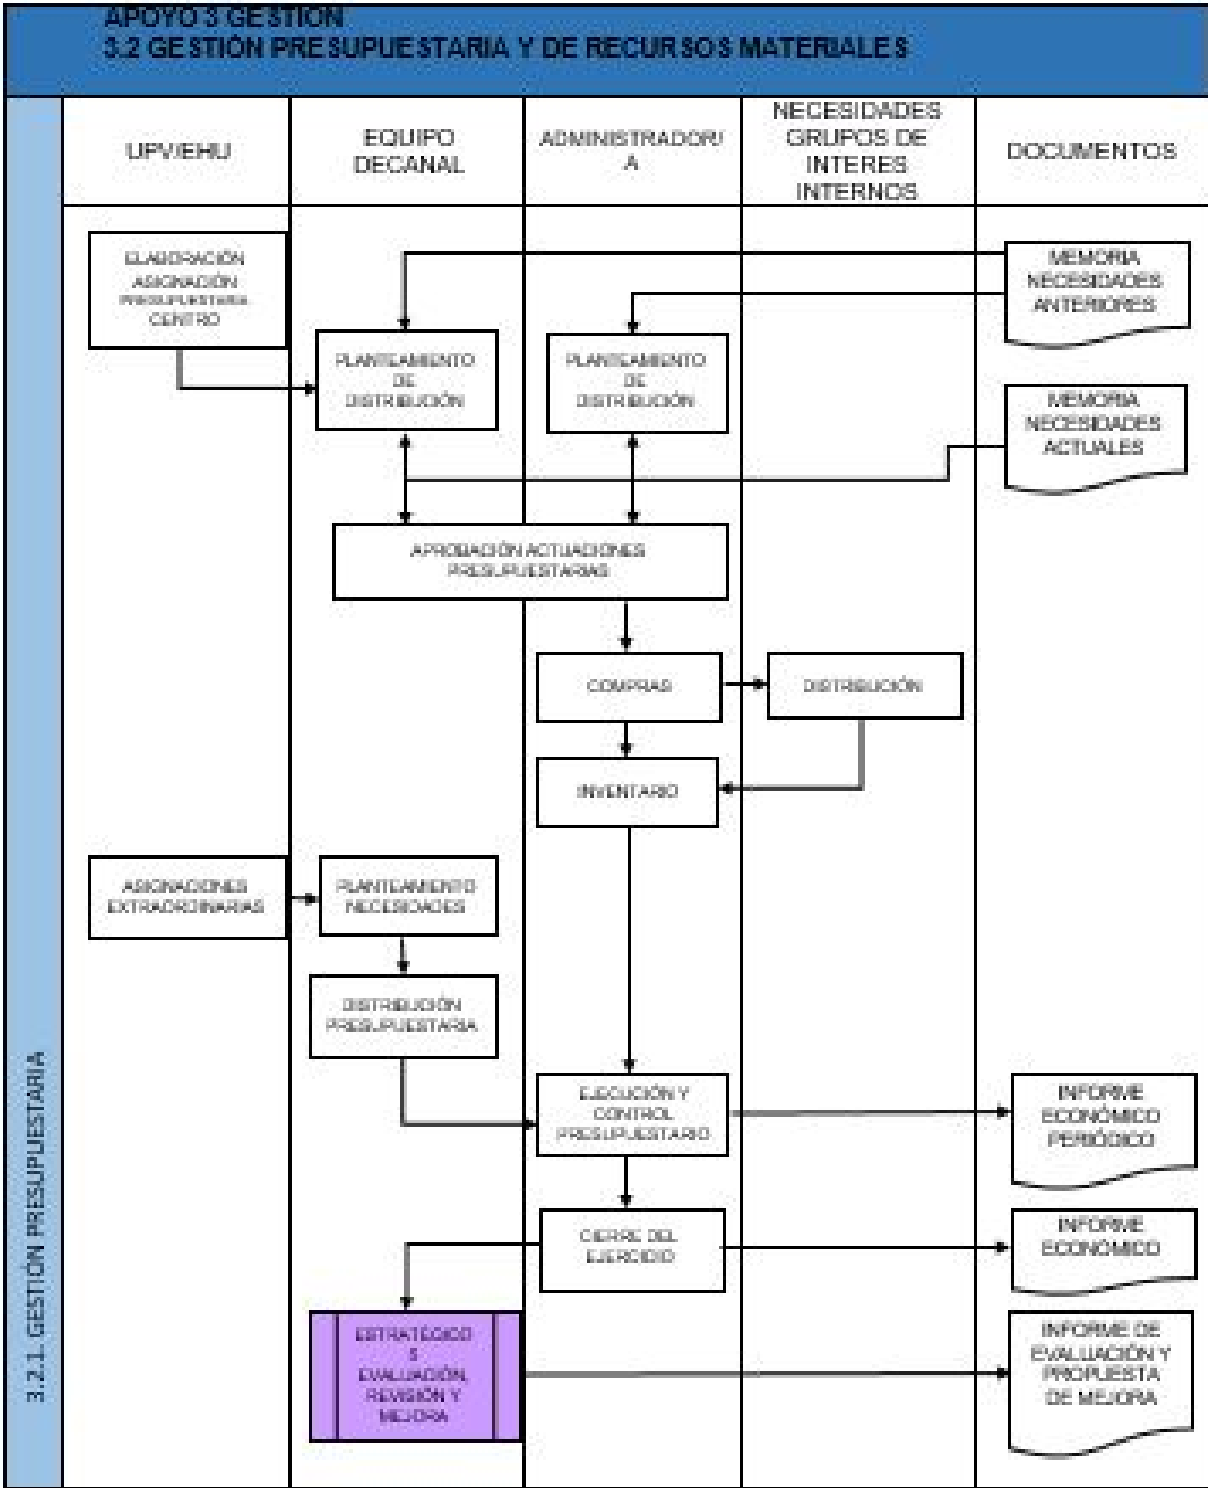 APOYO 3 GESTIÓN
3.2 GESTIÓN PRESUPUESTARIA Y DE RECURSOS MATERIALES
UPV/EHU
EQUIPO
DECANAL
ADMINISTRADOR/
A
NECESIDADES
GRUPOS DE
INTERES
INTERNOS
DOCUMENTOS
ELABORACIÓN
ASIGNACIÓN
PRESUPUESTARIA
CENTRO
MEMORIA
NECESIDADES
ANTERIORES
PLANTEAMIENTO
DE
DISTRIBUCIÓN
PLANTEAMIENTO
DE
DISTRIBUCIÓN
MEMORIA
NECESIDADES
ACTUALES
APROBACIÓN ACTUACIONES
PRESUPUESTARIAS
COMPRAS
DISTRIBUCIÓN
INVENTARIO
ASIGNACIONES
EXTRAORDINARIAS
PLANTEAMIENTO
NECESIDADES
DISTRIBUCIÓN
PRESUPUESTARIA
EJECUCIÓN Y
CONTROL
PRESUPUESTARIO
INFORME
ECONÓMICO
PERIÓDICO
CIERRE DEL
EJERCICIO
INFORME
ECONÓMICO
ESTRATÉGICO
5
EVALUACIÓN,
REVISIÓN Y
MEJORA
INFORME DE
EVALUACIÓN Y
PROPUESTA
DE MEJORA
3.2.1. GESTIÓN PRESUPUESTARIA